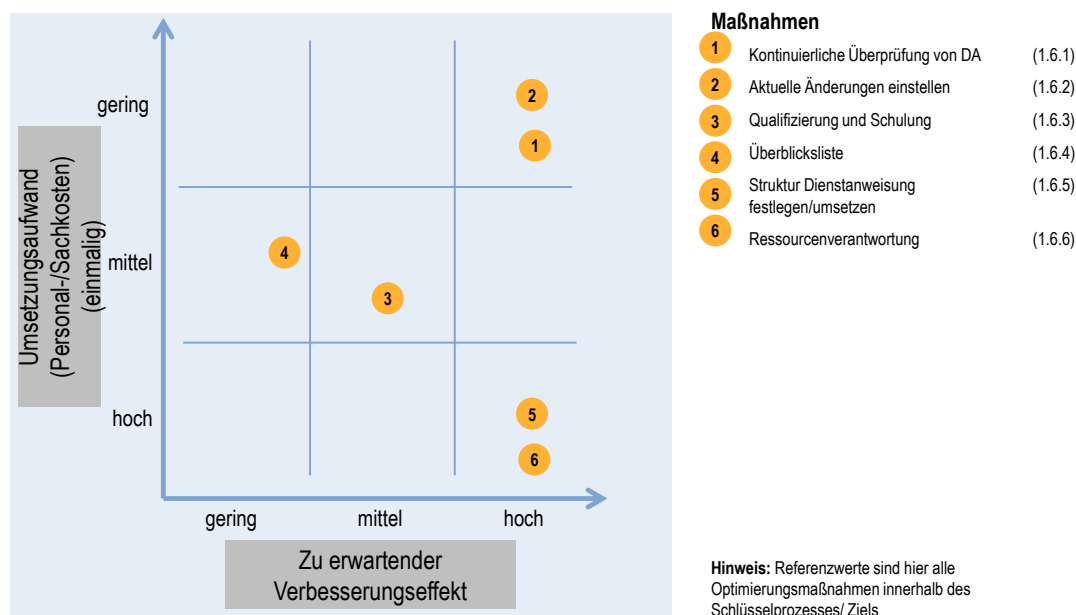 gering
mittel
hoch
Umsetzungsaufwand
(Personal-/Sachkosten)
(einmalig)
2
1
4
3
5
6
gering mittel hoch
Zu erwartender
Verbesserungseffekt
Maßnahmen
1 Kontinuierliche Überprüfung von DA (1.6.1)
2 Aktuelle Änderungen einstellen (1.6.2)
3 Qualifizierung und Schulung (1.6.3)
4 Überblicksliste (1.6.4)
5 Struktur Dienstanweisung (1.6.5)
festlegen/umsetzen
6 Ressourcenverantwortung (1.6.6)
Hinweis: Referenzwerte sind hier alle
Optimierungsmaßnahmen innerhalb des
Schlüsselprozesses/ Ziels